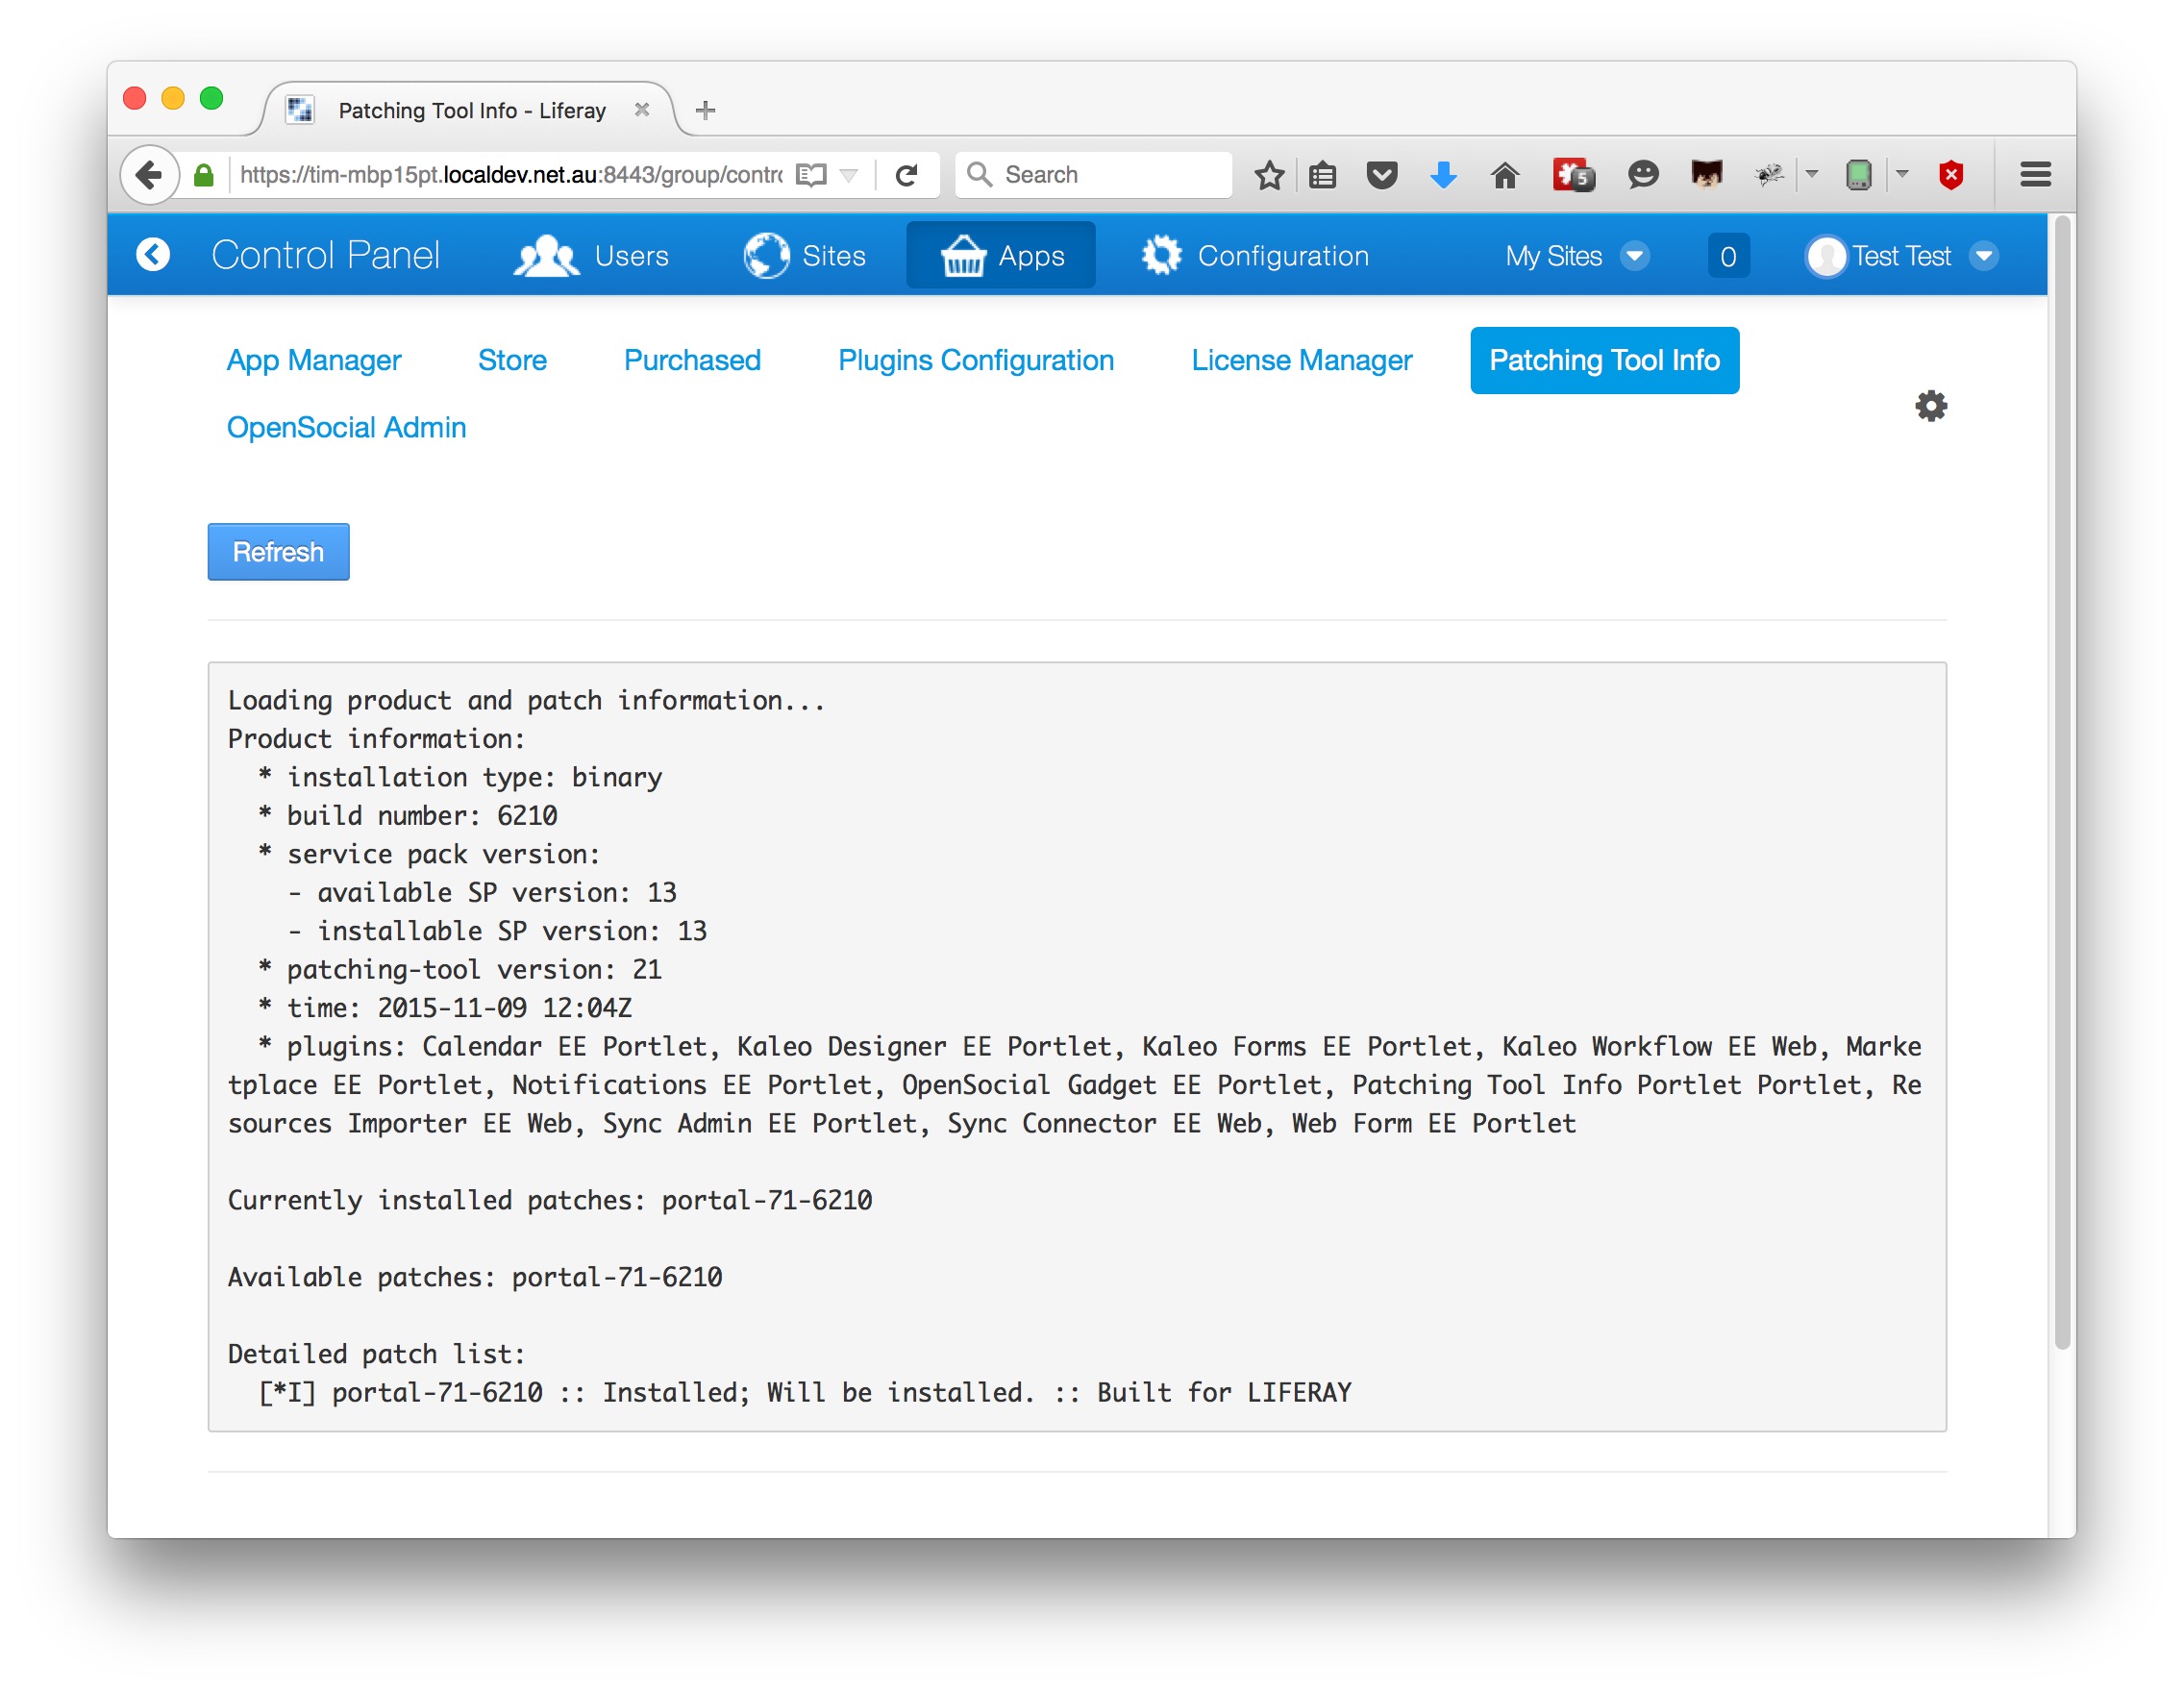 Patching Tool Info - Liferay
https://tim-mbp15pt.localdev.net.au:8443/group/contro
Search
5
Control Panel
Users
Sites
Apps
Configuration
My Sites
0
Test Test
App Manager
Store
Purchased
Plugins Configuration
License Manager
Patching Tool Info
OpenSocial Admin
Refresh
Loading product and patch information...
Product information:
* installation type: binary
* build number: 6210
* service pack version:
- available SP version: 13
- installable SP version: 13
* patching-tool version: 21
* time: 2015-11-09 12:04Z
* plugins: Calendar EE Portlet, Kaleo Designer EE Portlet, Kaleo Forms EE Portlet, Kaleo Workflow EE Web, Marke
tplace EE Portlet, Notifications EE Portlet, OpenSocial Gadget EE Portlet, Patching Tool Info Portlet Portlet, Re
sources Importer EE Web, Sync Admin EE Portlet, Sync Connector EE Web, Web Form EE Portlet
Currently installed patches: portal-71-6210
Available patches: portal-71-6210
Detailed patch list:
[*I] portal-71-6210 :: Installed; Will be installed. :: Built for LIFERAY